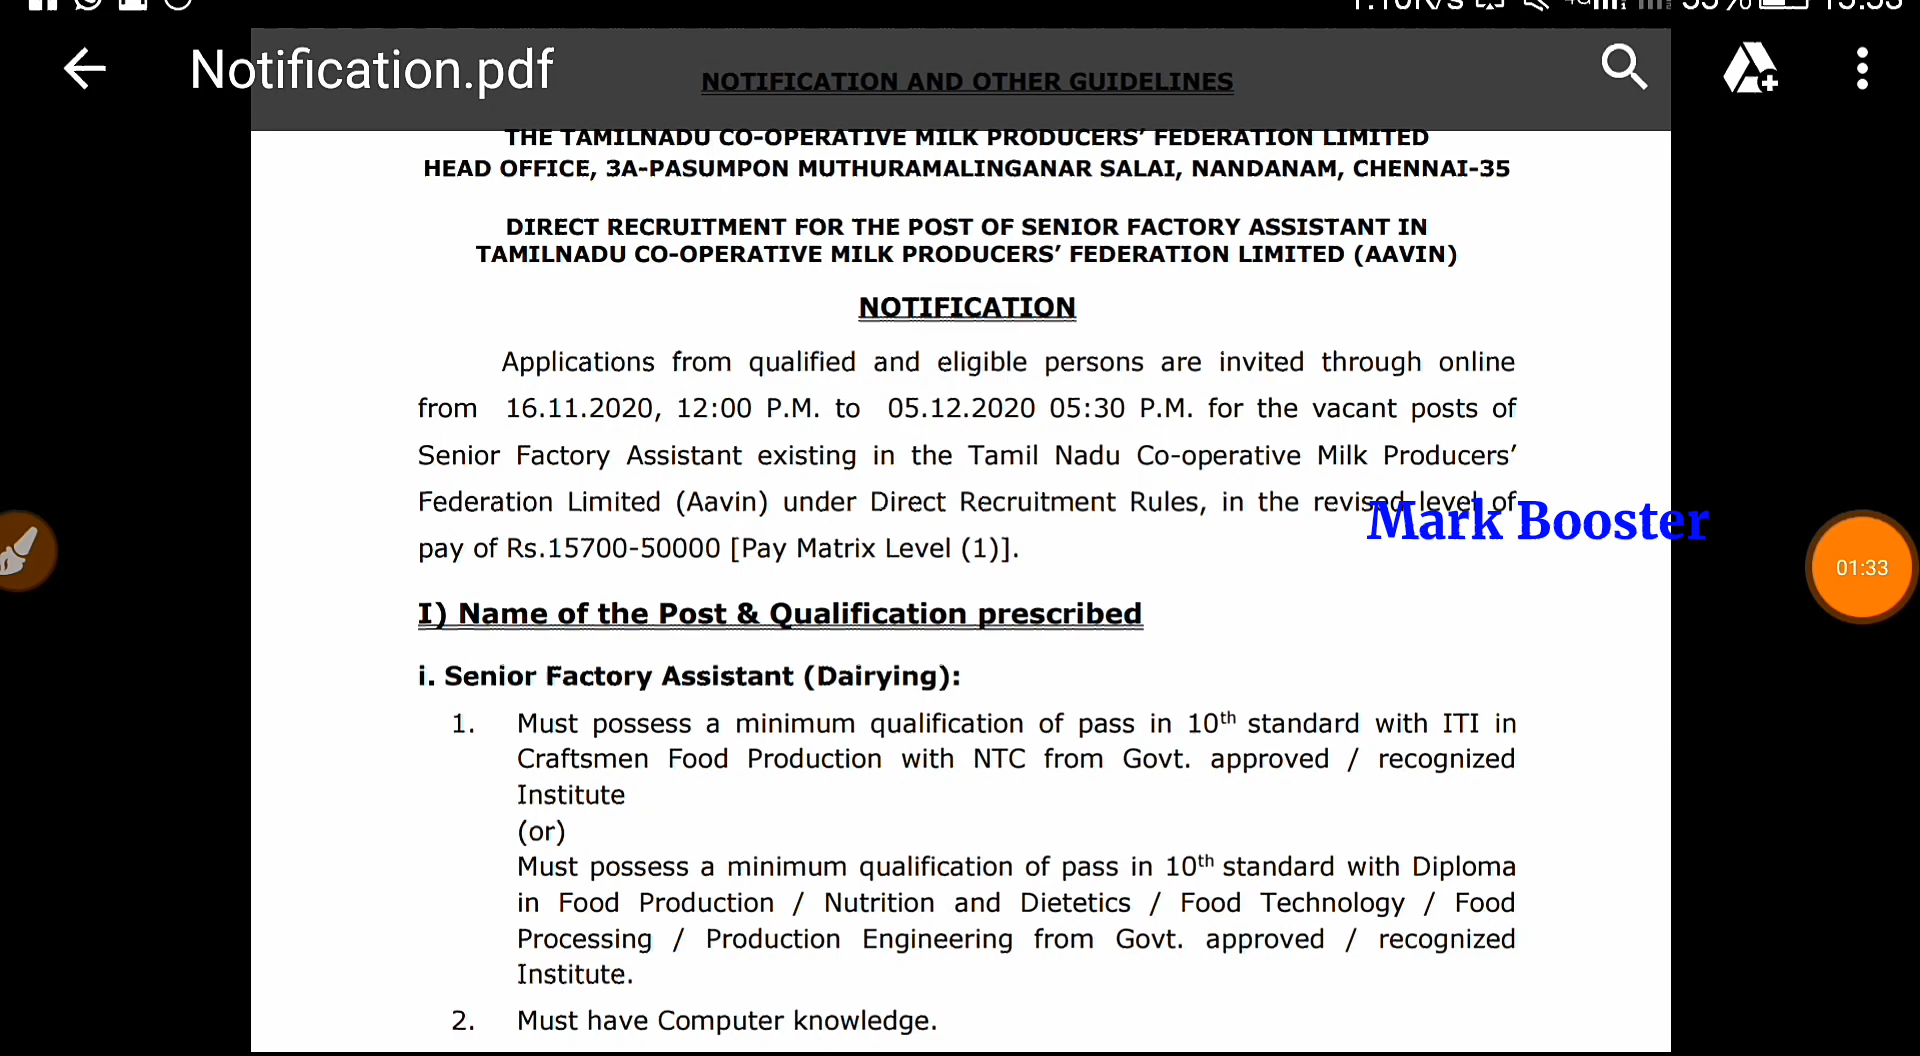 Notification.pdf
NOTIFICATION AND OTHER GUIDELINES
THE TAMILNADU CO-OPERATIVE MILK PRODUCERS’ FEDERATION LIMITED
HEAD OFFICE, 3A-PASUMPON MUTHURAMALINGANAR SALAI, NANDANAM, CHENNAI-35
DIRECT RECRUITMENT FOR THE POST OF SENIOR FACTORY ASSISTANT IN
TAMILNADU CO-OPERATIVE MILK PRODUCERS’ FEDERATION LIMITED (AAVIN)
NOTIFICATION
Applications from qualified and eligible persons are invited through online
from 16.11.2020, 12:00 P.M. to 05.12.2020 05:30 P.M. for the vacant posts of
Senior Factory Assistant existing in the Tamil Nadu Co-operative Milk Producers’
Federation Limited (Aavin) under Direct Recruitment Rules, in the revised level of
Mark Booster
pay of Rs.15700-50000 [Pay Matrix Level (1)].
01:33
I) Name of the Post & Qualification prescribed
i. Senior Factory Assistant (Dairying):
1. Must possess a minimum qualification of pass in 10th standard with ITI in
Craftsmen Food Production with NTC from Govt. approved / recognized
Institute
(or)
Must possess a minimum qualification of pass in 10th standard with Diploma
in Food Production / Nutrition and Dietetics / Food Technology / Food
Processing / Production Engineering from Govt. approved / recognized
Institute.
2. Must have Computer knowledge.